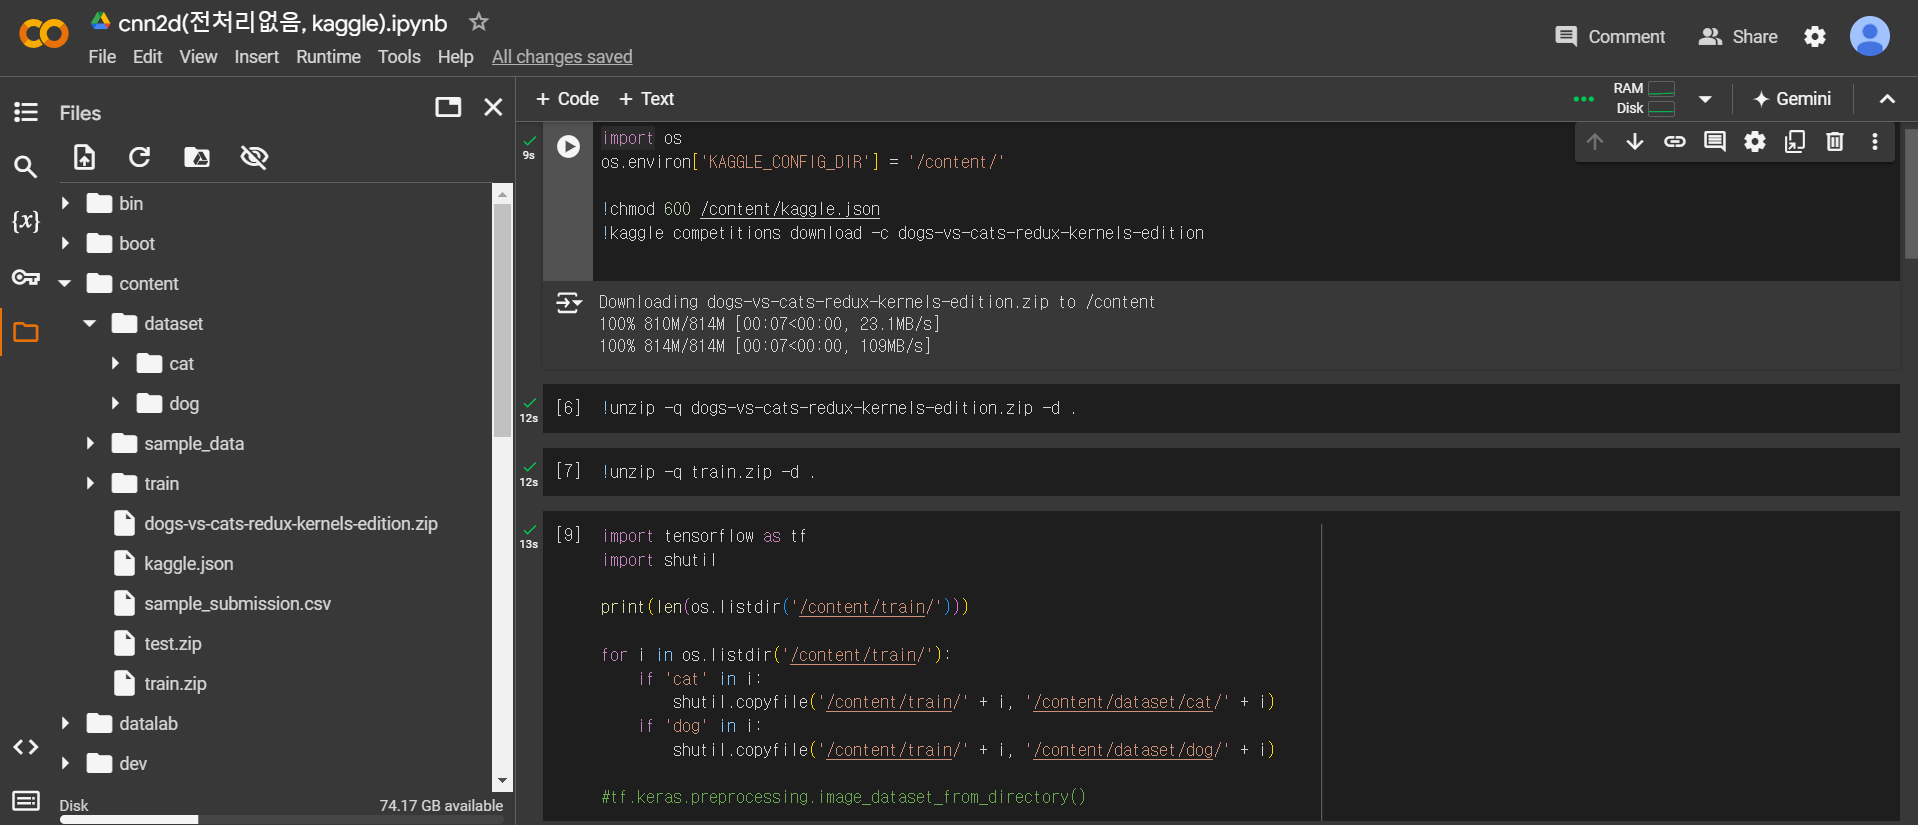 cnn2d(전처리없음, kaggle).ipynb
File Edit View Insert Runtime Tools Help All changes saved
Comment Share
Files
+ Code + Text
RAM
Disk
Gemini
{x}
bin
boot
content
dataset
cat
dog
sample_data
train
dogs-vs-cats-redux-kernels-edition.zip
kaggle.json
sample_submission.csv
test.zip
train.zip
datalab
dev
Disk 74.17 GB available
9s
import os
os.environ['KAGGLE_CONFIG_DIR'] = '/content/'
!chmod 600 /content/kaggle.json
!kaggle competitions download -c dogs-vs-cats-redux-kernels-edition
Downloading dogs-vs-cats-redux-kernels-edition.zip to /content
100% 810M/814M [00:07<00:00, 23.1MB/s]
100% 814M/814M [00:07<00:00, 109MB/s]
12s
[6] !unzip -q dogs-vs-cats-redux-kernels-edition.zip -d .
12s
[7] !unzip -q train.zip -d .
13s
[9] import tensorflow as tf
import shutil
print(len(os.listdir('/content/train/')))
for i in os.listdir('/content/train/'):
if 'cat' in i:
shutil.copyfile('/content/train/' + i, '/content/dataset/cat/' + i)
if 'dog' in i:
shutil.copyfile('/content/train/' + i, '/content/dataset/dog/' + i)
#tf.keras.preprocessing.image_dataset_from_directory()